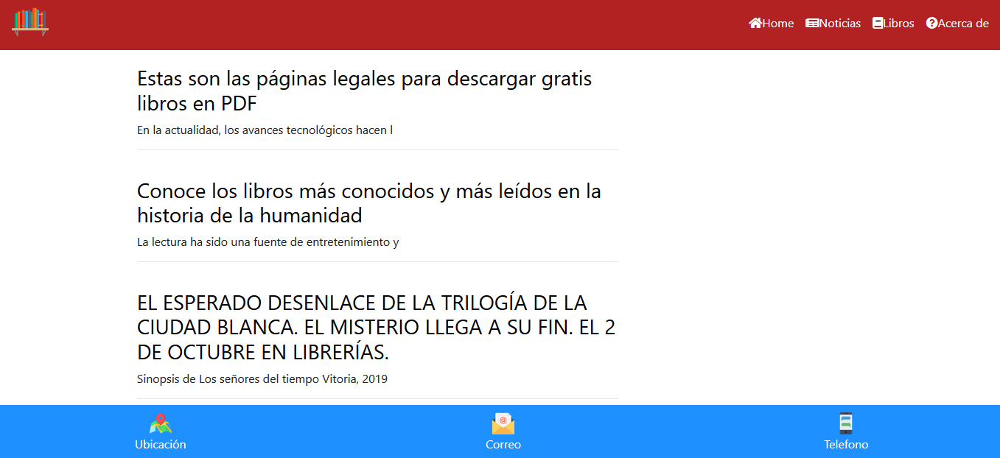 Home Noticias Libros Acerca de
Estas son las páginas legales para descargar gratis
libros en PDF
En la actualidad, los avances tecnológicos hacen l
Conoce los libros más conocidos y más leídos en la
historia de la humanidad
La lectura ha sido una fuente de entretenimiento y
EL ESPERADO DESENLACE DE LA TRILOGÍA DE LA
CIUDAD BLANCA. EL MISTERIO LLEGA A SU FIN. EL 2
DE OCTUBRE EN LIBRERÍAS.
Sinopsis de Los señores del tiempo Vitoria, 2019
Ubicación Correo Telefono